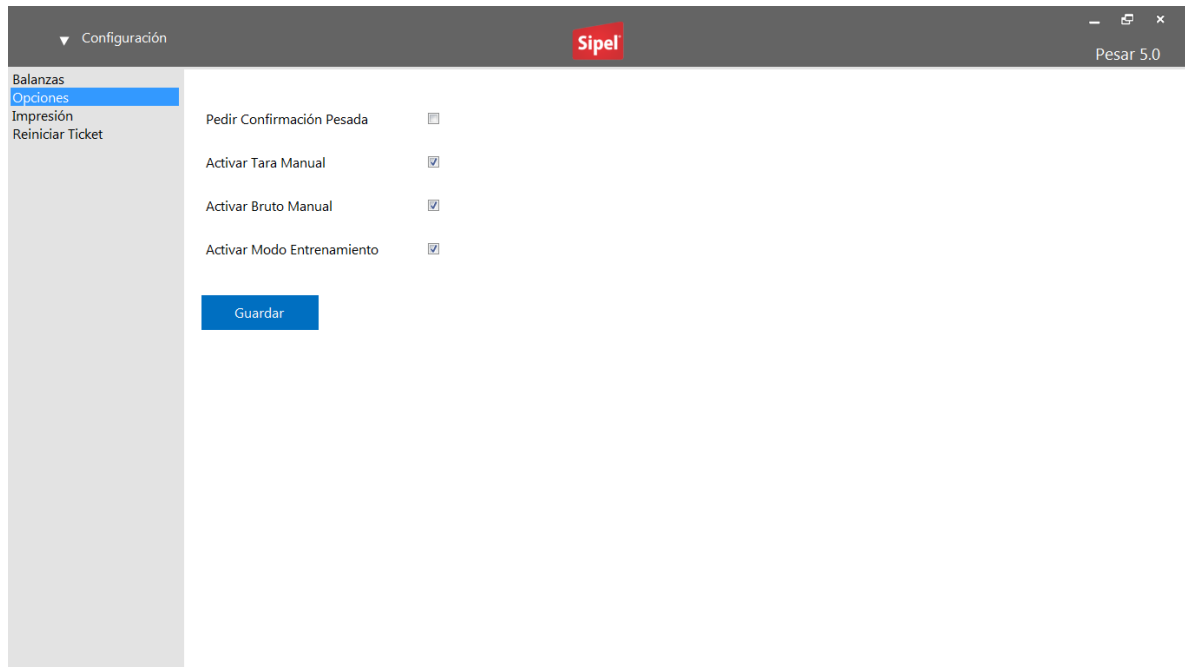 Configuración
Sipel
Pesar 5.0
Balanzas
Opciones
Impresión
Reiniciar Ticket
Pedir Confirmación Pesada
Activar Tara Manual
Activar Bruto Manual
Activar Modo Entrenamiento
Guardar